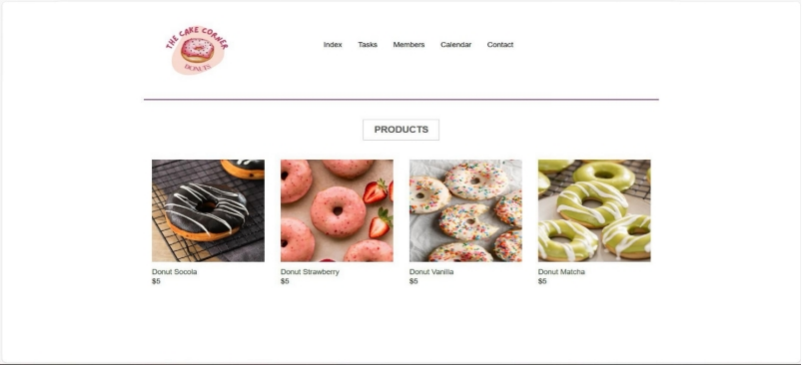 THE CAKE CORNER
DONUTS
Index Tasks Members Calendar Contact
PRODUCTS
Donut Socola
$5
Donut Strawberry
$5
Donut Vanilla
$5
Donut Matcha
$5